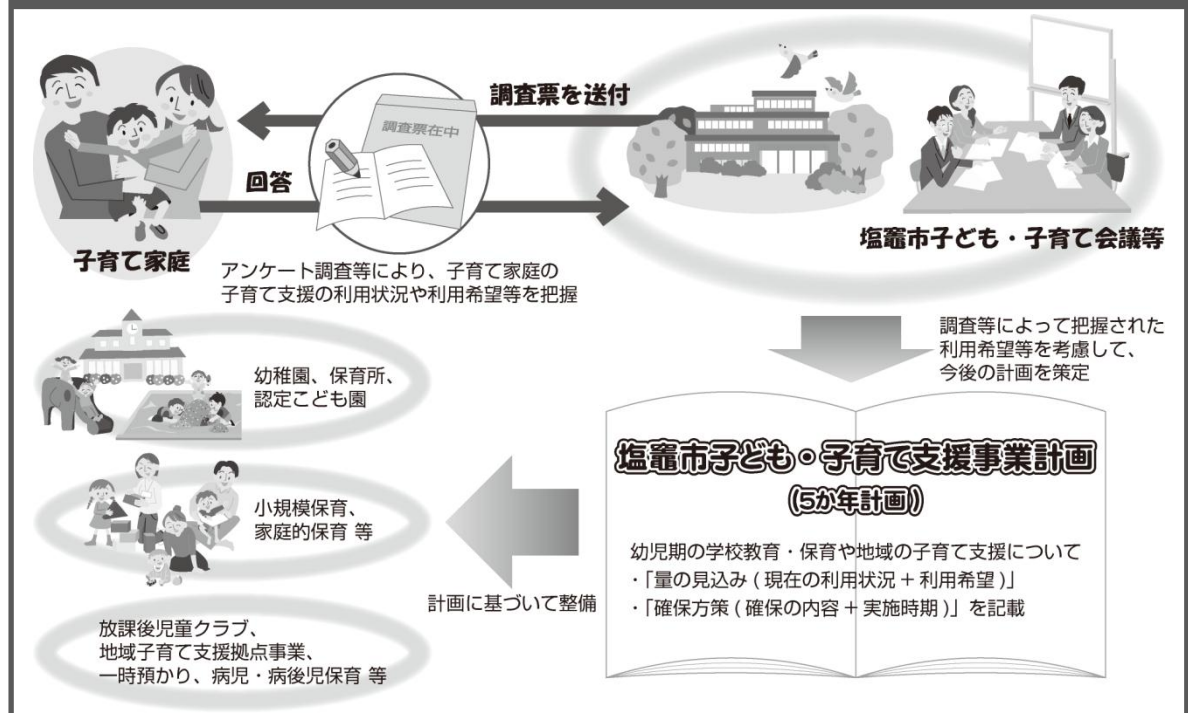 調査票を送付
調査票在中
回答
子育て家庭
塩竈市子ども・子育て会議等
アンケート調査等により、子育て家庭の
子育て支援の利用状況や利用希望等を把握
調査等によって把握された
利用希望等を考慮して、
今後の計画を策定
塩竈市子ども・子育て支援事業計画
(5か年計画)
幼児期の学校教育・保育や地域の子育て支援について
・「量の見込み ( 現在の利用状況 + 利用希望 )」
・「確保方策 ( 確保の内容 + 実施時期 )」を記載
計画に基づいて整備
幼稚園、保育所、
認定こども園
小規模保育、
家庭的保育 等
放課後児童クラブ、
地域子育て支援拠点事業、
一時預かり、病児・病後児保育 等